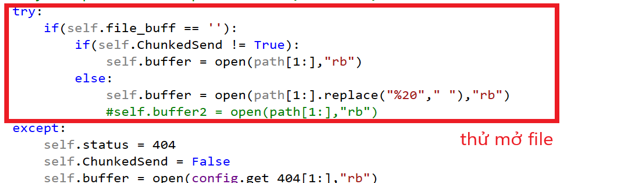 try:
if(self.file_buff == ''):
if(self.ChunkedSend != True):
self.buffer = open(path[1:],"rb")
else:
self.buffer = open(path[1:].replace("%20"," "),"rb")
#self.buffer2 = open(path[1:],"rb")
except:
thử mở file
self.status = 404
self.ChunkedSend = False
self.buffer = open(config.get_404[1:],"rb")